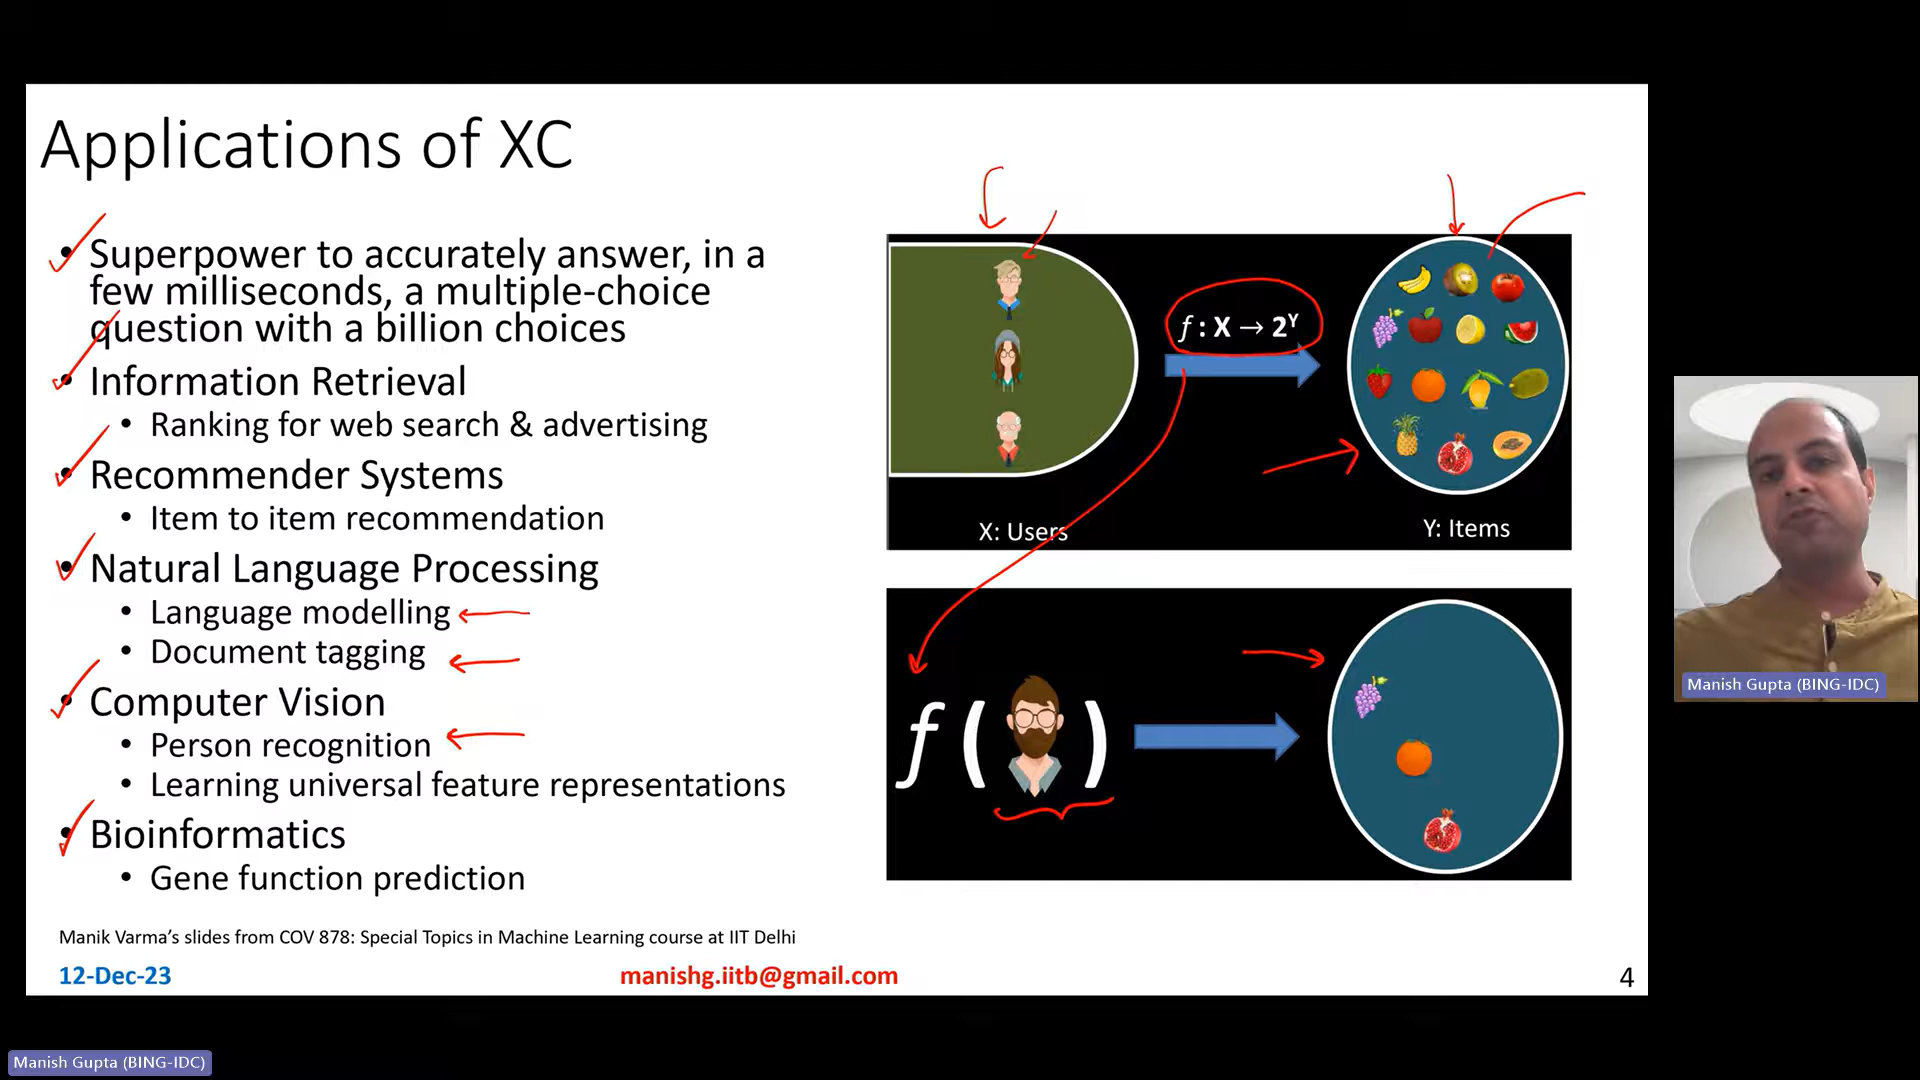 Applications of XC
• Superpower to accurately answer, in a
few milliseconds, a multiple-choice
question with a billion choices
• Information Retrieval
• Ranking for web search & advertising
• Recommender Systems
• Item to item recommendation
• Natural Language Processing
• Language modelling
• Document tagging
• Computer Vision
• Person recognition
• Learning universal feature representations
• Bioinformatics
• Gene function prediction
f : X → 2^Y
X: Users
Y: Items
f ( )
Manik Varma's slides from COV 878: Special Topics in Machine Learning course at IIT Delhi
12-Dec-23
manishg.iitb@gmail.com
4
Manish Gupta (BING-IDC)
Manish Gupta (BING-IDC)